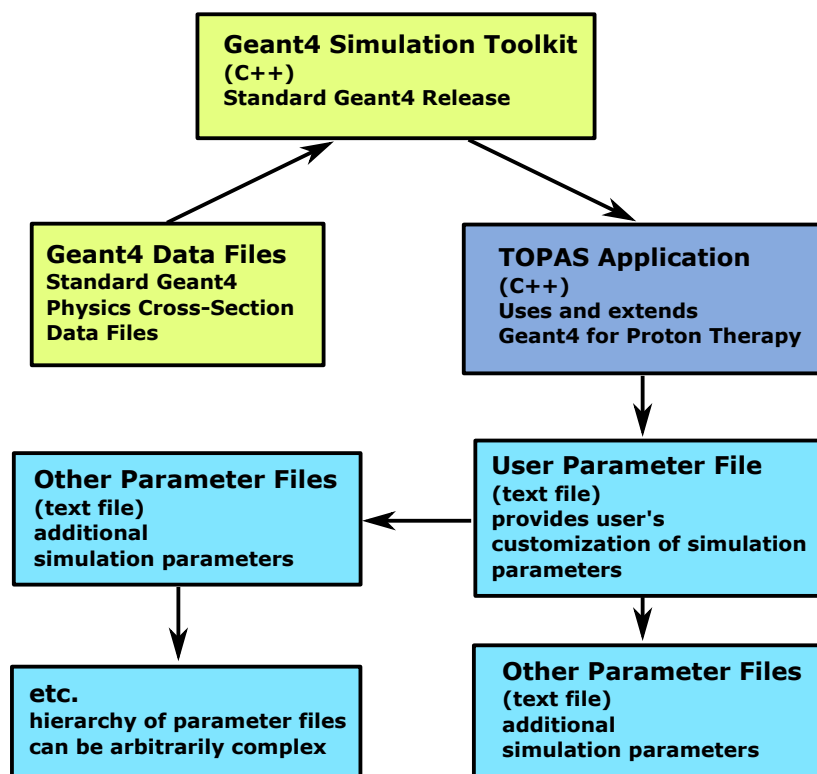 Geant4 Simulation Toolkit
(C++)
Standard Geant4 Release
Geant4 Data Files
Standard Geant4
Physics Cross-Section
Data Files
TOPAS Application
(C++)
Uses and extends
Geant4 for Proton Therapy
Other Parameter Files
(text file)
additional
simulation parameters
User Parameter File
(text file)
provides user's
customization of simulation
parameters
etc.
hierarchy of parameter files
can be arbitrarily complex
Other Parameter Files
(text file)
additional
simulation parameters